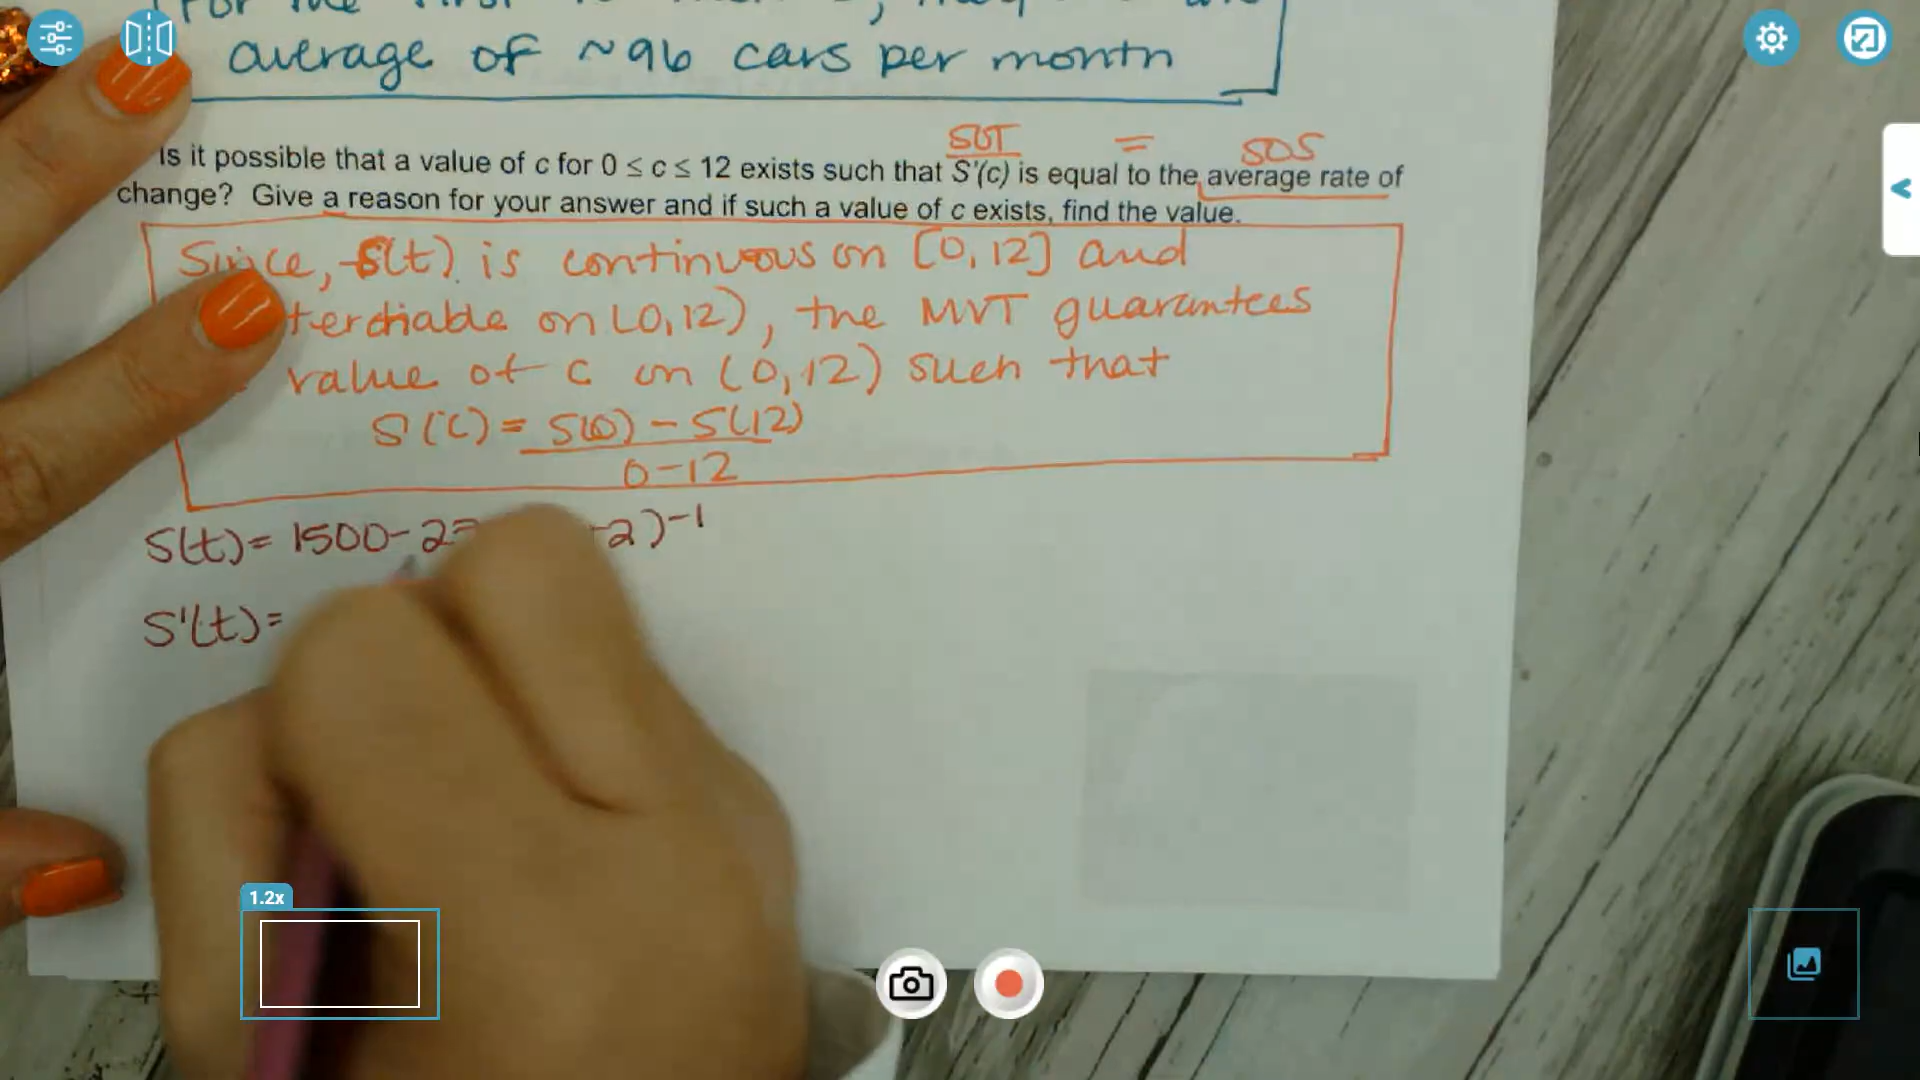 average of ~96 cars per month
SOT = SOS
Is it possible that a value of c for 0 ≤ c ≤ 12 exists such that S'(c) is equal to the average rate of
change? Give a reason for your answer and if such a value of c exists, find the value.
Since, S(t) is continuous on [0,12] and
on (0,12), the MVT guarantees
value of c on (0,12) such that
S'(c) = S(0) - S(12)
0-12
S(t) = 1500-2 -2)-1
S'(t) =
1.2x